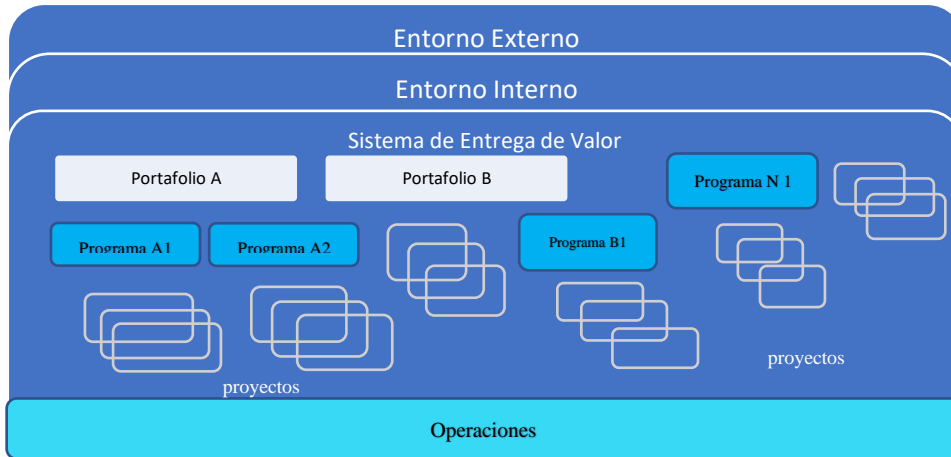 Entorno Externo
Entorno Interno
Sistema de Entrega de Valor
Portafolio A
Portafolio B
Programa N 1
Programa A1
Programa A2
Programa B1
proyectos
proyectos
Operaciones